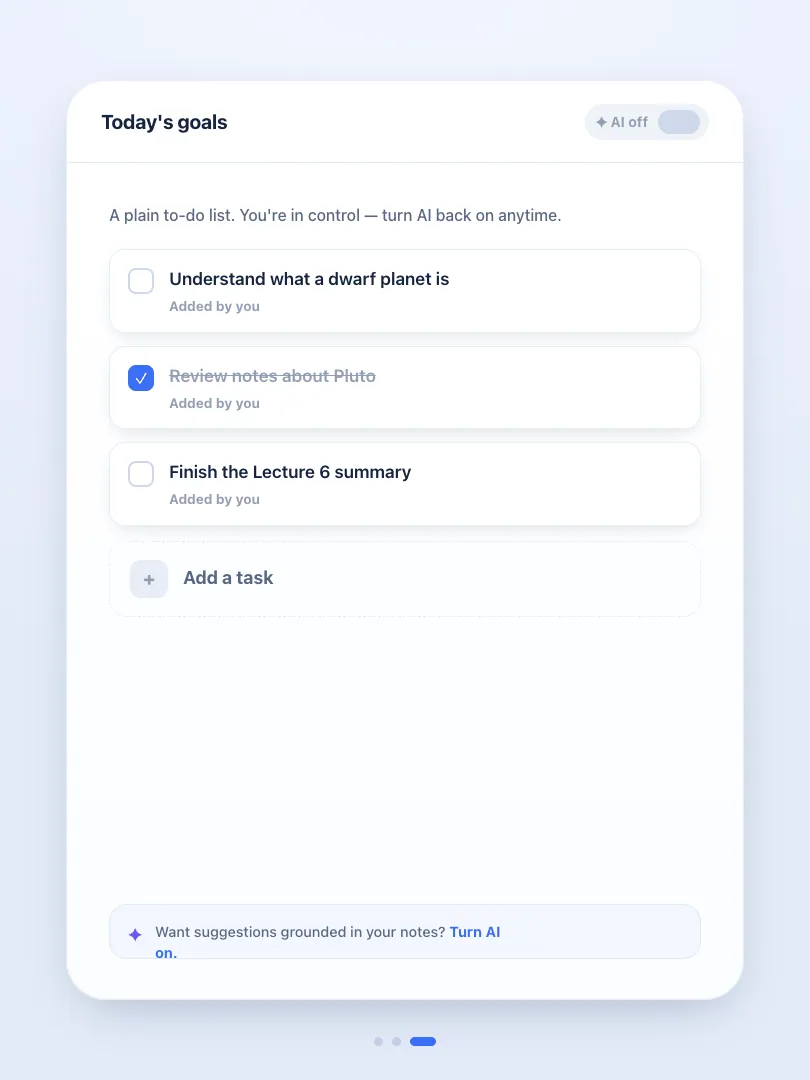 Today's goals
✦ AI off
A plain to-do list. You're in control — turn AI back on anytime.
Understand what a dwarf planet is
Added by you
Review notes about Pluto
Added by you
Finish the Lecture 6 summary
Added by you
+ Add a task
Want suggestions grounded in your notes? Turn AI
on.